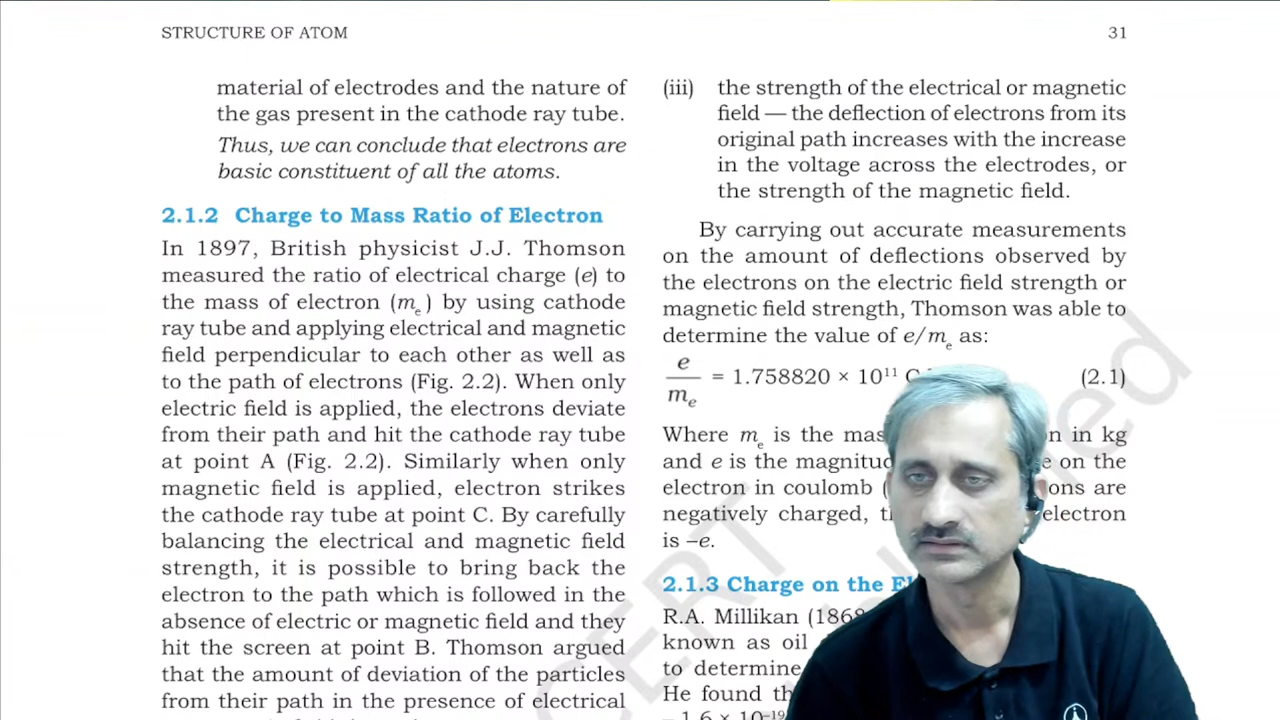 STRUCTURE OF ATOM
31
material of electrodes and the nature of
the gas present in the cathode ray tube.
Thus, we can conclude that electrons are
basic constituent of all the atoms.
2.1.2 Charge to Mass Ratio of Electron
In 1897, British physicist J.J. Thomson
measured the ratio of electrical charge (e) to
the mass of electron (mₑ) by using cathode
ray tube and applying electrical and magnetic
field perpendicular to each other as well as
to the path of electrons (Fig. 2.2). When only
electric field is applied, the electrons deviate
from their path and hit the cathode ray tube
at point A (Fig. 2.2). Similarly when only
magnetic field is applied, electron strikes
the cathode ray tube at point C. By carefully
balancing the electrical and magnetic field
strength, it is possible to bring back the
electron to the path which is followed in the
absence of electric or magnetic field and they
hit the screen at point B. Thomson argued
that the amount of deviation of the particles
from their path in the presence of electrical
(iii) the strength of the electrical or magnetic
field — the deflection of electrons from its
original path increases with the increase
in the voltage across the electrodes, or
the strength of the magnetic field.
By carrying out accurate measurements
on the amount of deflections observed by
the electrons on the electric field strength or
magnetic field strength, Thomson was able to
determine the value of e/mₑ as:
e/mₑ = 1.758820 × 10¹¹ C (2.1)
Where mₑ is the in kg
and e is the on the
electron in coulomb ( are
negatively charged, electron
is –e.
2.1.3 Charge on the
R.A. Millikan (1868
known as oil
to determine
He found
– 1.6 × 10⁻¹⁹